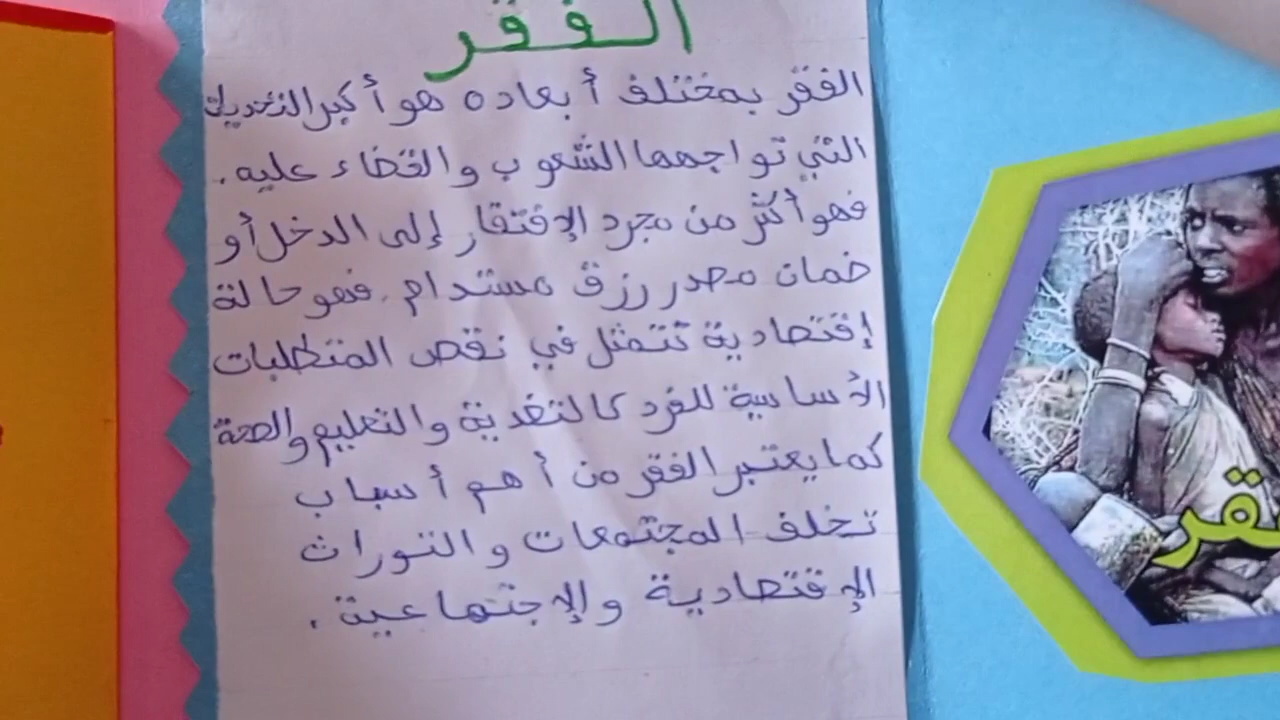 الفقر
الفقر بمختلف أبعاده هو أكبر التحديات
التي تواجهها الشعوب والقضاء عليه.
فهو أكثر من مجرد الإفتقار إلى الدخل أو
ضمان مصدر رزق مستدام. فهو حالة
إقتصادية تتمثل في نقص المتطلبات
الأساسية للفرد كالتغدية والتعليم والصحة
كما يعتبر الفقر من أهم أسباب
تخلف المجتمعات والثورات
الإقتصادية والإجتماعية.